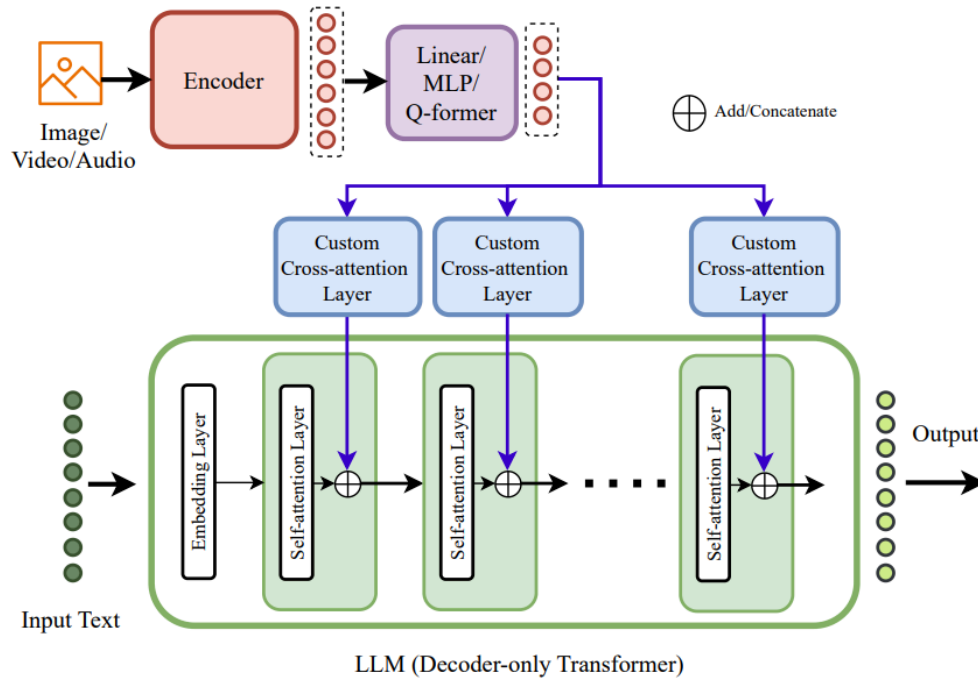 Image/
Video/Audio
Encoder
Linear/
MLP/
Q-former
Add/Concatenate
Custom
Cross-attention
Layer
Custom
Cross-attention
Layer
Custom
Cross-attention
Layer
Input Text
Embedding Layer
Self-attention Layer
Self-attention Layer
Self-attention Layer
Output
LLM (Decoder-only Transformer)